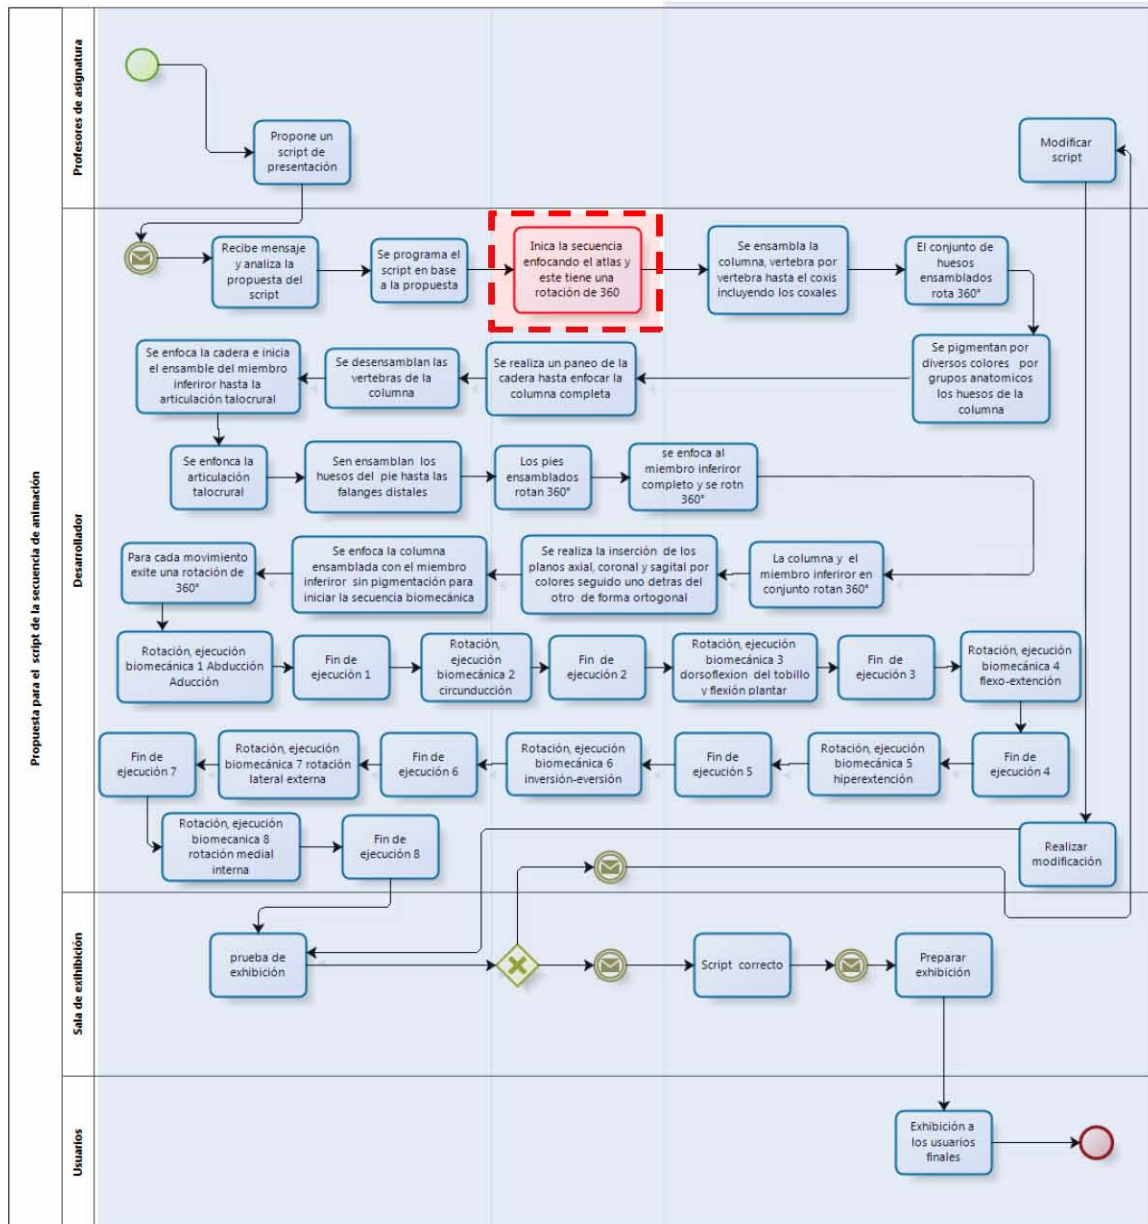 Propuesta para el script de la secuencia de animación
Profesores de asignatura
Propone un
script de
presentación
Modificar
script
Desarrollador
Recibe mensaje
y analiza la
propuesta del
script
Se programa el
script en base
a la propuesta
Inica la secuencia
enfocando el atlas y
este tiene una
rotación de 360
Se ensambla la
columna, vertebra por
vertebra hasta el coxis
incluyendo los coxales
El conjunto de
huesos
ensamblados
rota 360°
Se pigmentan por
diversos colores por
grupos anatomicos
los huesos de la
columna
Se realiza un paneo de la
cadera hasta enfocar la
columna completa
Se desensamblan las
vertebras de la
columna
Se enfoca la cadera e inicia
el ensamble del miembro
inferiror hasta la
articulación talocrural
Se enfonca la
articulación
talocrural
Sen ensamblan los
huesos del pie hasta las
falanges distales
Los pies
ensamblados
rotan 360°
se enfoca al
miembro inferiror
completo y se rotn
360°
La columna y el
miembro inferiror en
conjunto rotan 360°
Se realiza la inserción de los
planos axial, coronal y sagital por
colores seguido uno detras del
otro de forma ortogonal
Se enfoca la columna
ensamblada con el miembro
inferiror sin pigmentación para
iniciar la secuencia biomecánica
Para cada movimiento
exite una rotación de
360°
Rotación, ejecución
biomecánica 1 Abducción
Aducción
Fin de
ejecución 1
Rotación,
ejecución
biomecánica 2
circunducción
Fin de
ejecución 2
Rotación, ejecución
biomecánica 3
dorsoflexion del tobillo
y flexión plantar
Fin de
ejecución 3
Rotación, ejecución
biomecánica 4
flexo-extención
Fin de
ejecución 4
Rotación, ejecución
biomecánica 5
hiperextención
Fin de
ejecución 5
Rotación, ejecución
biomecánica 6
inversión-eversión
Fin de
ejecución 6
Rotación, ejecución
biomecánica 7 rotación
lateral externa
Fin de
ejecución 7
Rotación, ejecución
biomecanica 8
rotación medial
interna
Fin de
ejecución 8
Realizar
modificación
Sala de exhibición
prueba de
exhibición
Script correcto
Preparar
exhibición
Usuarios
Exhibición a
los usuarios
finales